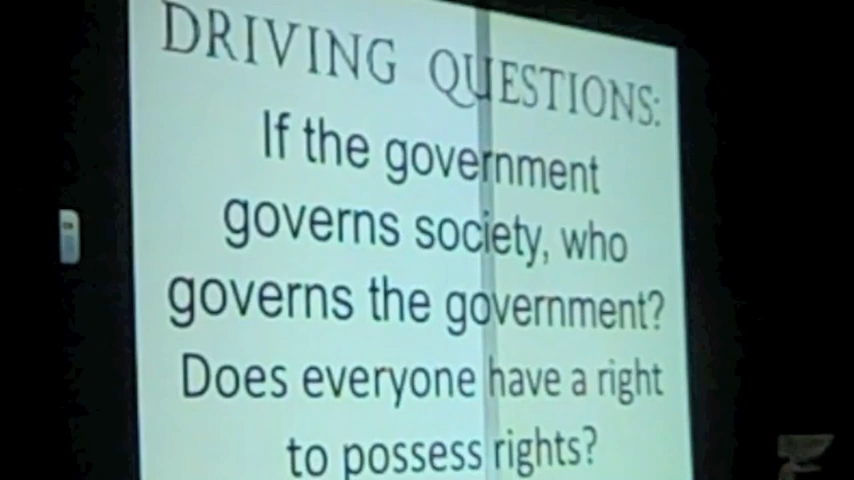 DRIVING QUESTIONS:
If the government
governs society, who
governs the government?
Does everyone have a right
to possess rights?